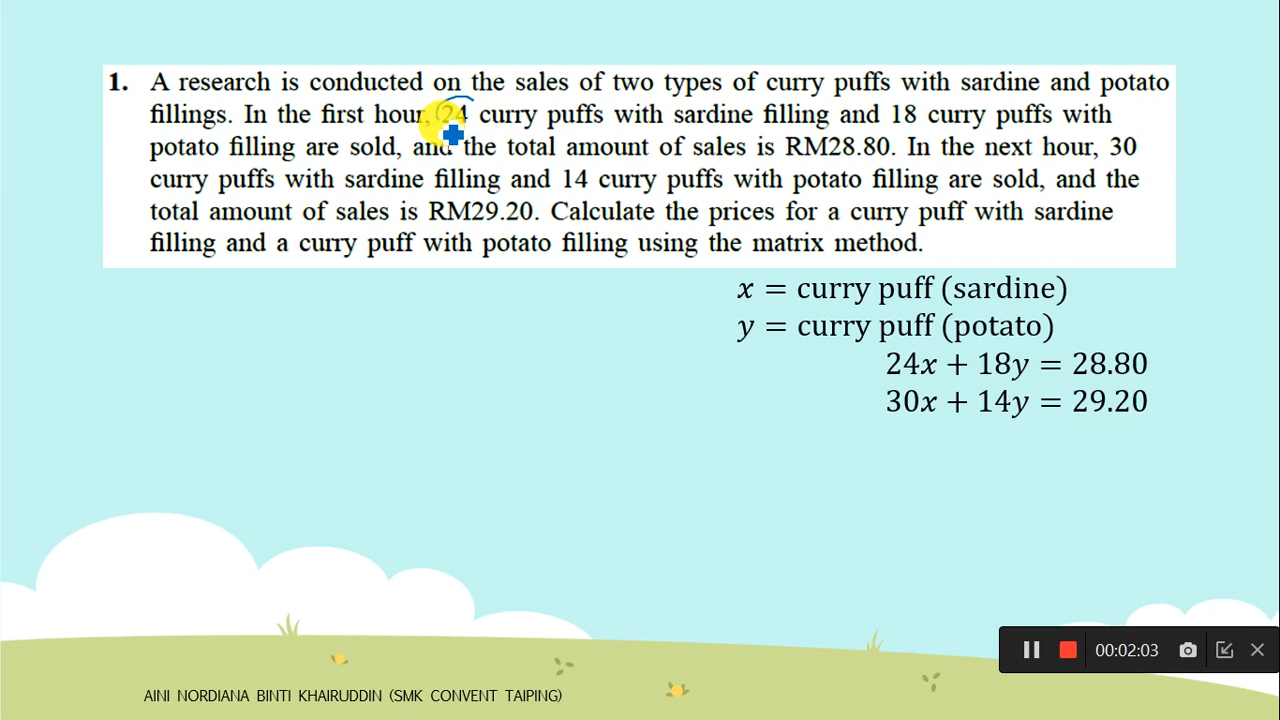 1. A research is conducted on the sales of two types of curry puffs with sardine and potato
fillings. In the first hour, 24 curry puffs with sardine filling and 18 curry puffs with
potato filling are sold, and the total amount of sales is RM28.80. In the next hour, 30
curry puffs with sardine filling and 14 curry puffs with potato filling are sold, and the
total amount of sales is RM29.20. Calculate the prices for a curry puff with sardine
filling and a curry puff with potato filling using the matrix method.
x = curry puff (sardine)
y = curry puff (potato)
24x + 18y = 28.80
30x + 14y = 29.20
00:02:03
AINI NORDIANA BINTI KHAIRUDDIN (SMK CONVENT TAIPING)